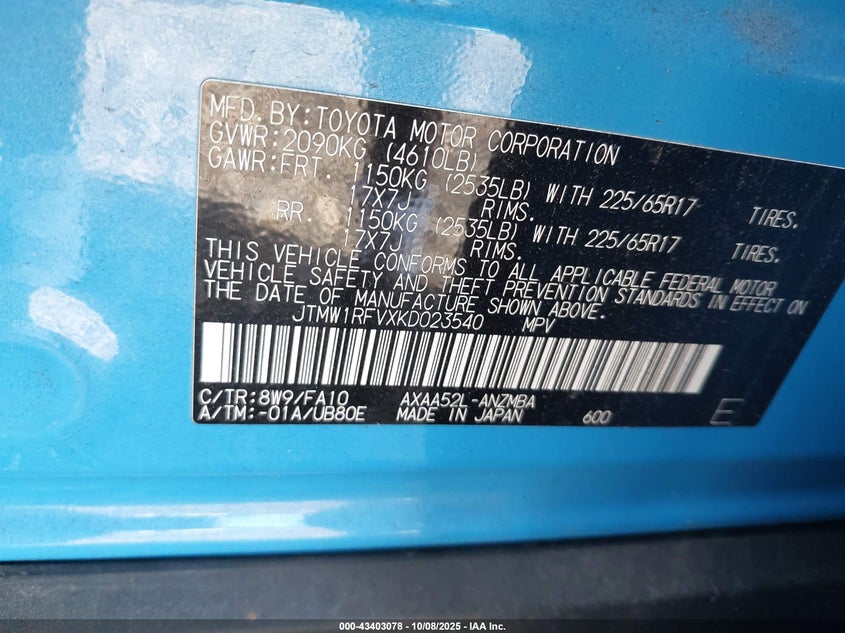 MFD.BY:TOYOTA MOTOR CORPORATION
GVWR:2090KG (4610LB)
GAWR:FRT. 1150KG (2535LB) WITH 225/65R17 TIRES.
17X7J RIMS.
RR. 1150KG (2535LB) WITH 225/65R17 TIRES.
17X7J RIMS.
THIS VEHICLE CONFORMS TO ALL APPLICABLE FEDERAL MOTOR
VEHICLE SAFETY AND THEFT PREVENTION STANDARDS IN EFFECT ON
THE DATE OF MANUFACTURE SHOWN ABOVE.
JTMW1RFVXKD023540 MPV
C/TR:8W9/FA10 AXAA52L-ANZMBA
A/TM:-01A/UB80E MADE IN JAPAN 600 E
000-43403078 - 10/08/2025 - IAA Inc.